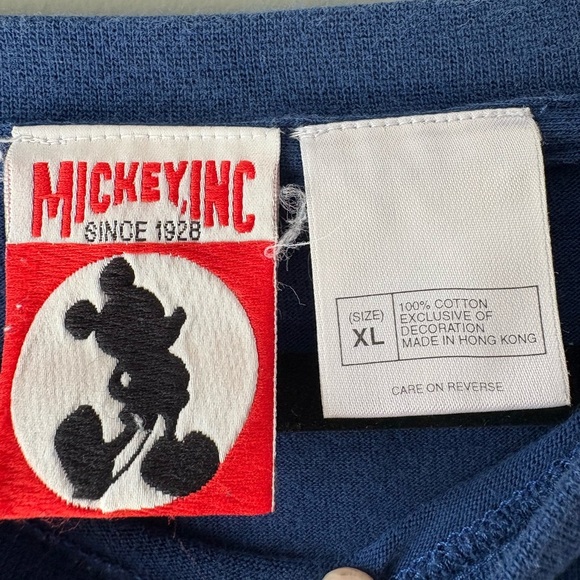 MICKEY, INC
SINCE 1928
(SIZE)
XL
100% COTTON
EXCLUSIVE OF
DECORATION
MADE IN HONG KONG
CARE ON REVERSE